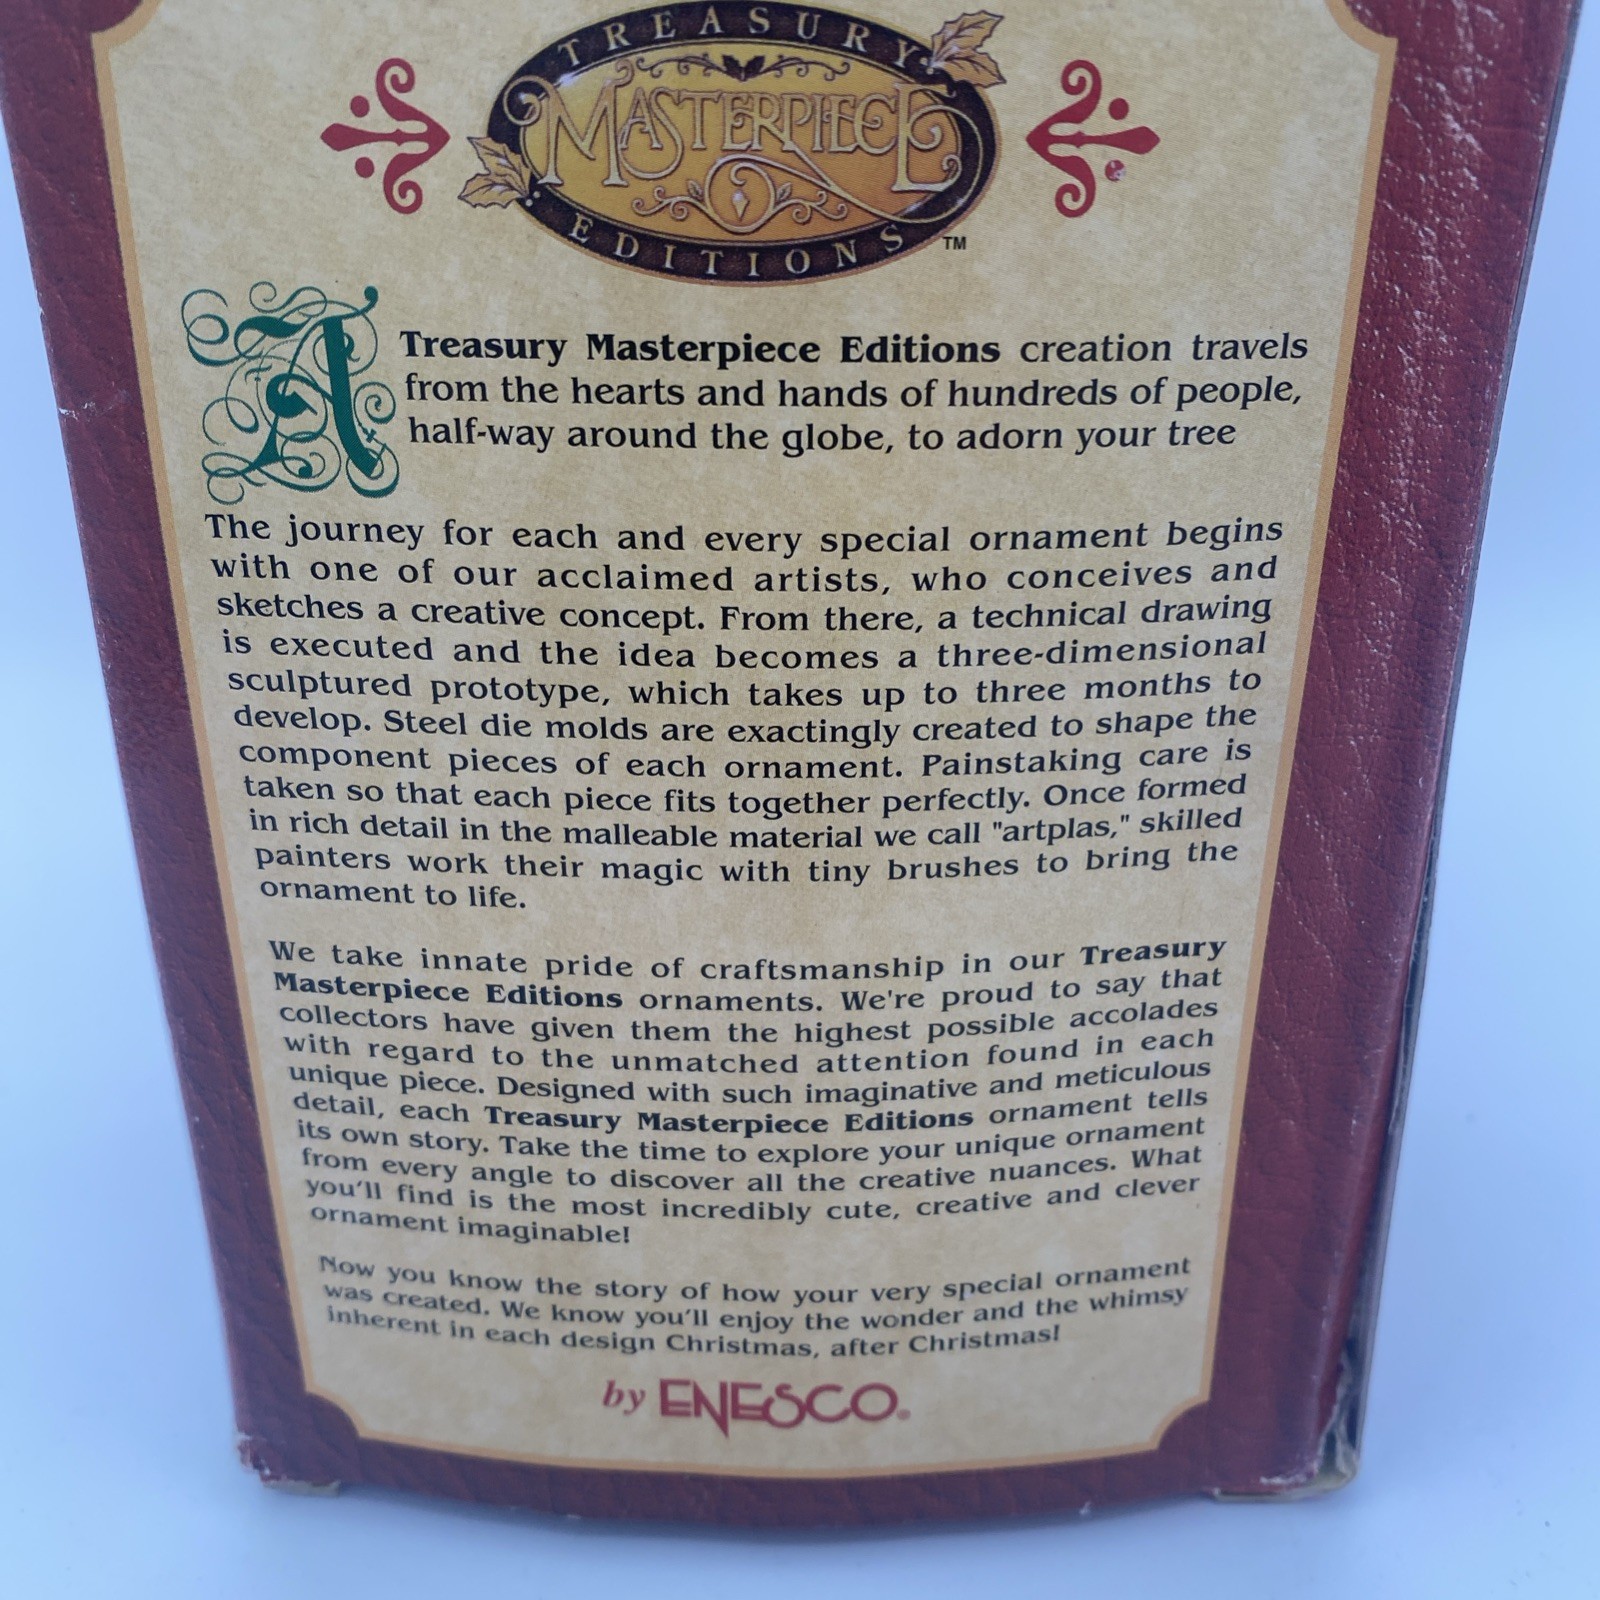 TREASURY
MASTERPIECE
EDITIONS
TM
A Treasury Masterpiece Editions creation travels
from the hearts and hands of hundreds of people,
half-way around the globe, to adorn your tree
The journey for each and every special ornament begins
with one of our acclaimed artists, who conceives and
sketches a creative concept. From there, a technical drawing
is executed and the idea becomes a three-dimensional
sculptured prototype, which takes up to three months to
develop. Steel die molds are exactingly created to shape the
component pieces of each ornament. Painstaking care is
taken so that each piece fits together perfectly. Once formed
in rich detail in the malleable material we call "artplas," skilled
painters work their magic with tiny brushes to bring the
ornament to life.
We take innate pride of craftsmanship in our Treasury
Masterpiece Editions ornaments. We're proud to say that
collectors have given them the highest possible accolades
with regard to the unmatched attention found in each
unique piece. Designed with such imaginative and meticulous
detail, each Treasury Masterpiece Editions ornament tells
its own story. Take the time to explore your unique ornament
from every angle to discover all the creative nuances. What
you'll find is the most incredibly cute, creative and clever
ornament imaginable!
Now you know the story of how your very special ornament
was created. We know you'll enjoy the wonder and the whimsy
inherent in each design Christmas, after Christmas!
by ENESCO®